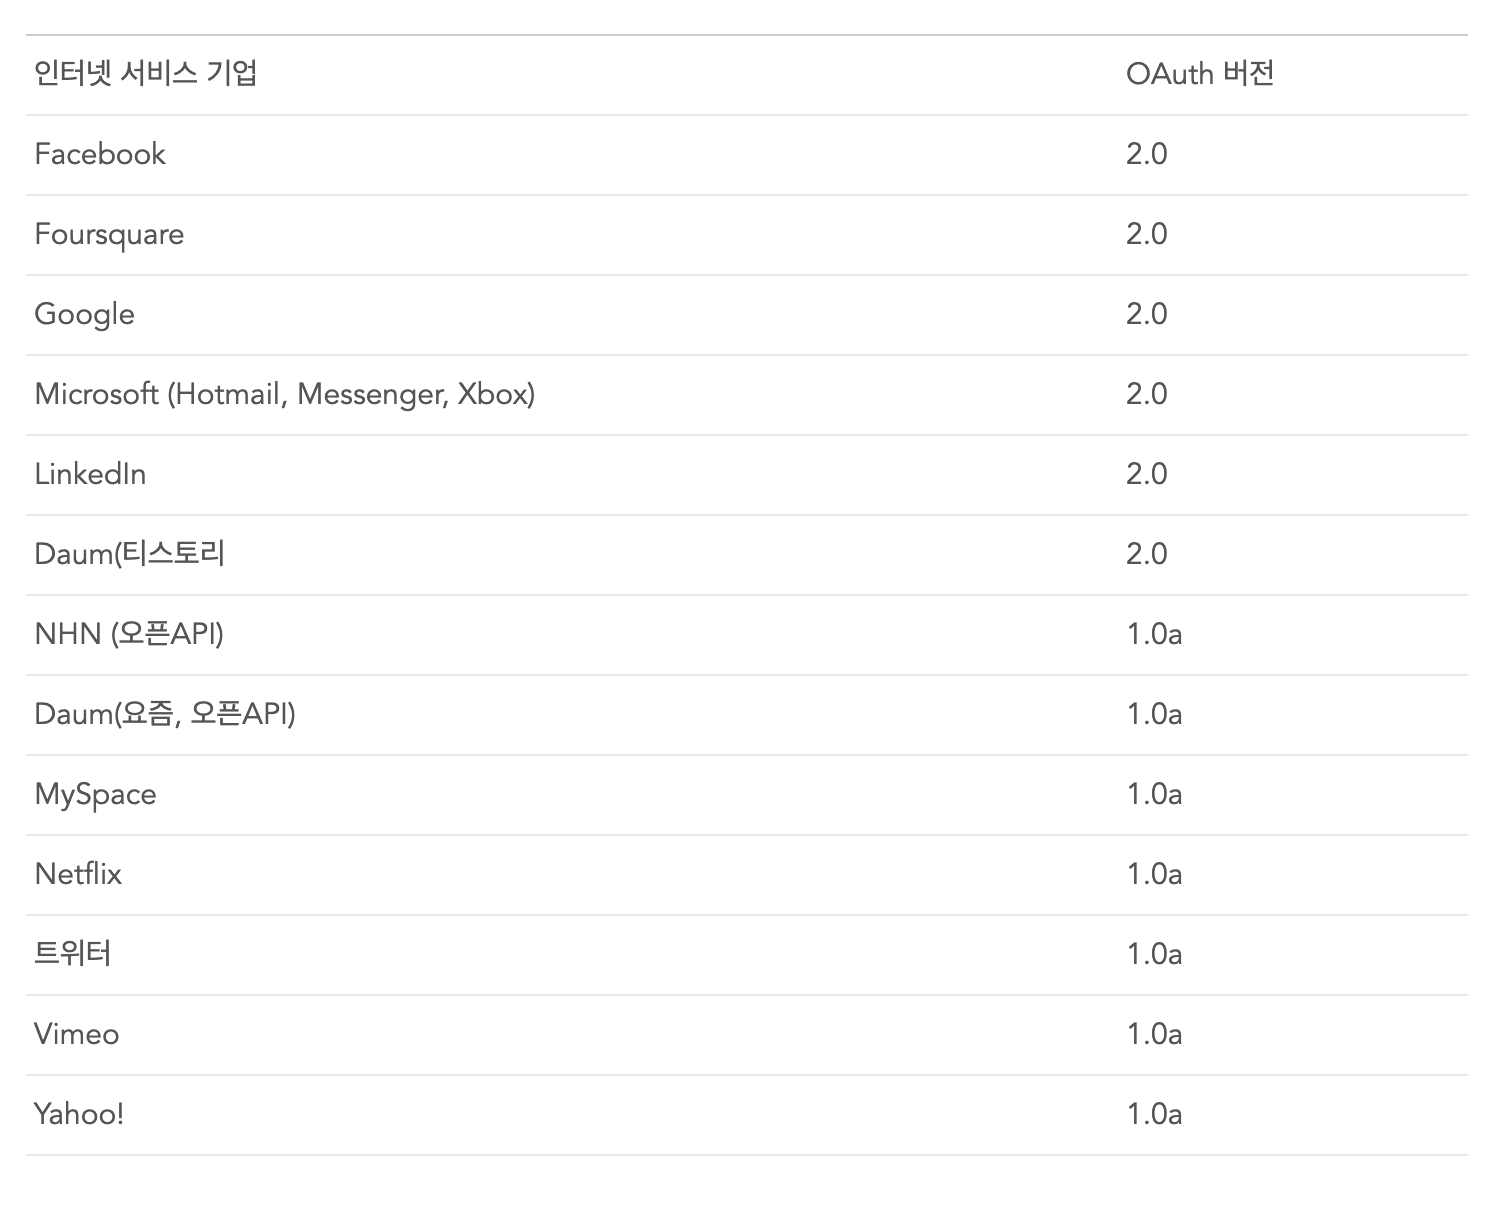 인터넷 서비스 기업 OAuth 버전
Facebook 2.0
Foursquare 2.0
Google 2.0
Microsoft (Hotmail, Messenger, Xbox) 2.0
LinkedIn 2.0
Daum(티스토리 2.0
NHN (오픈API) 1.0a
Daum(요즘, 오픈API) 1.0a
MySpace 1.0a
Netflix 1.0a
트위터 1.0a
Vimeo 1.0a
Yahoo! 1.0a